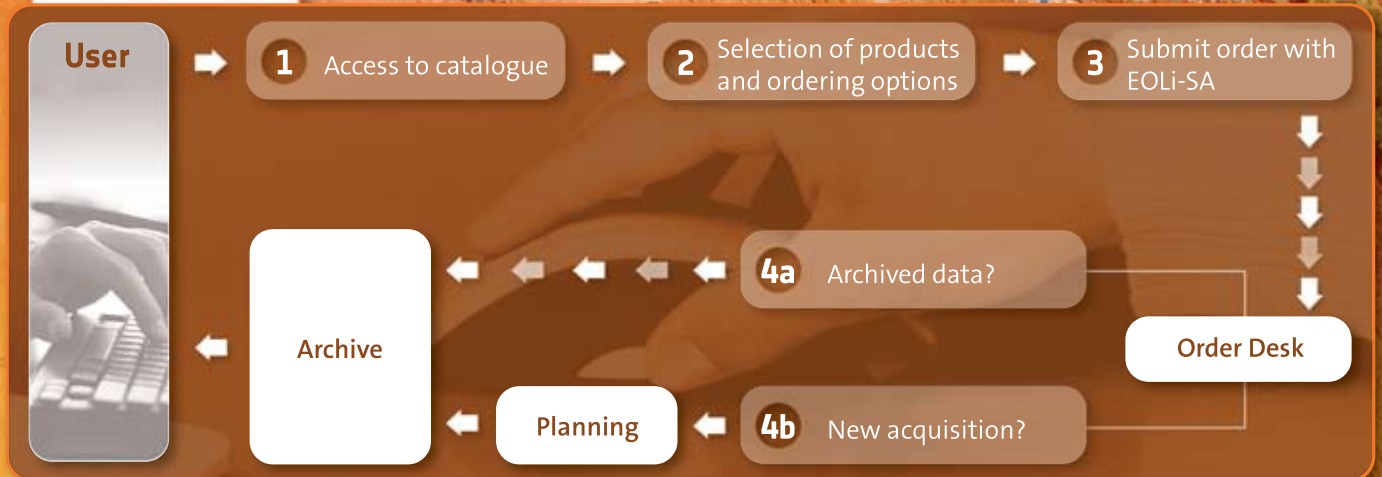 User
1 Access to catalogue
2 Selection of products
and ordering options
3 Submit order with
EOLi-SA
4a Archived data?
Archive
Order Desk
Planning
4b New acquisition?